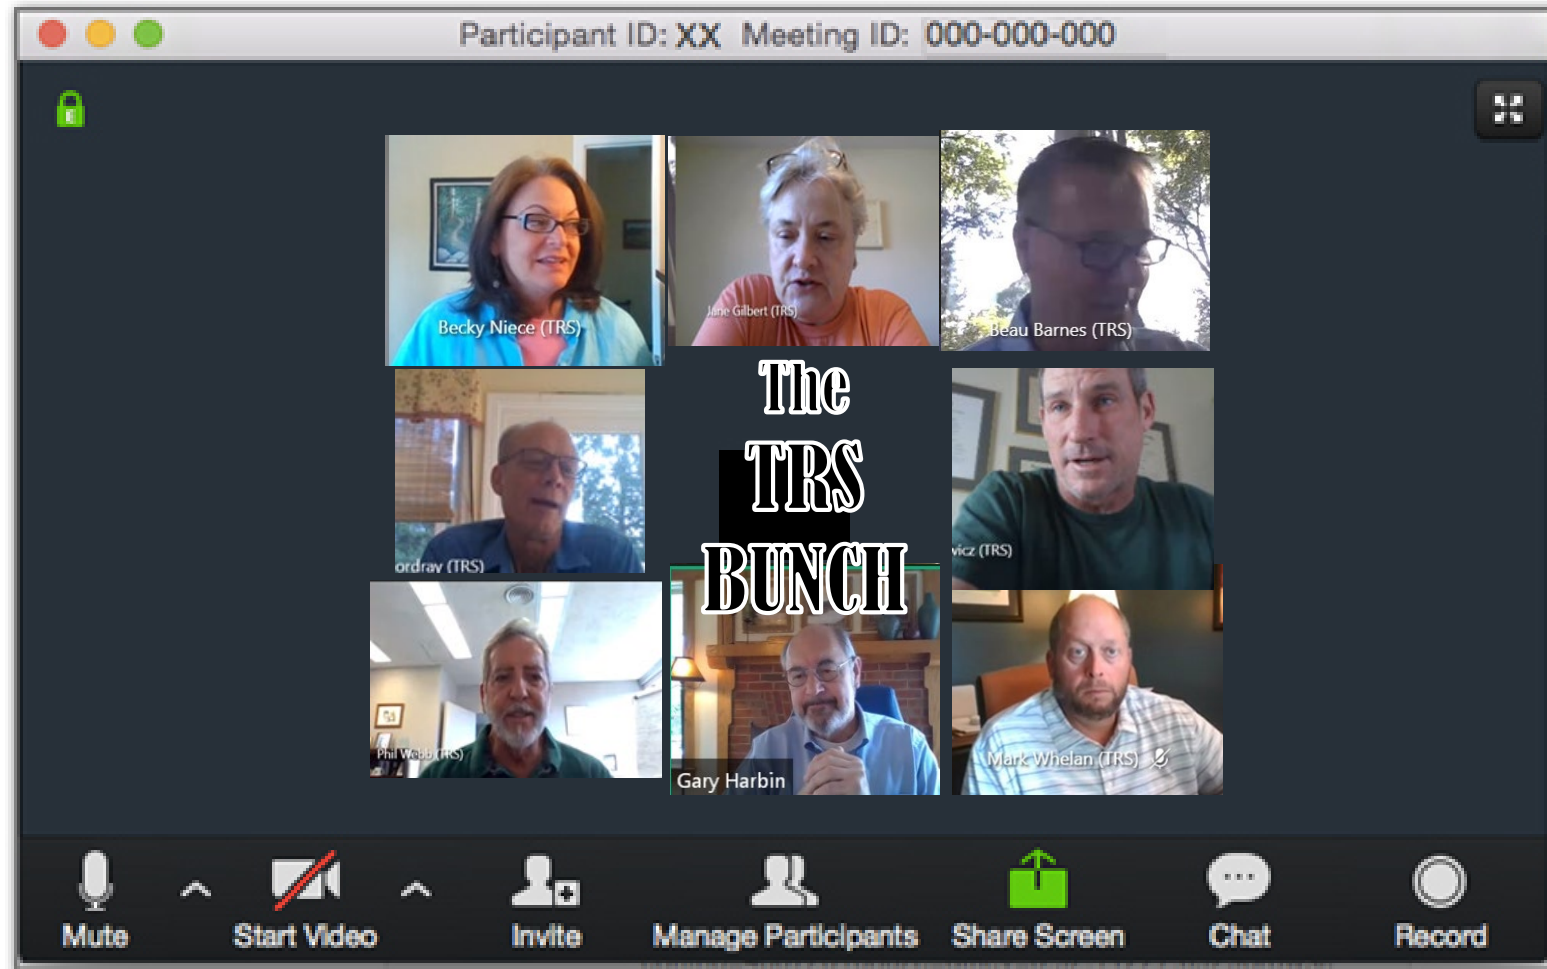 Participant ID: XX Meeting ID: 000-000-000
Becky Niece (TRS)
Jane Gilbert (TRS)
Beau Barnes (TRS)
The
TRS
BUNCH
ordray (TRS)
wicz (TRS)
Phil Webb (TRS)
Gary Harbin
Mark Whelan (TRS)
Mute
Start Video
Invite
Manage Participants
Share Screen
Chat
Record